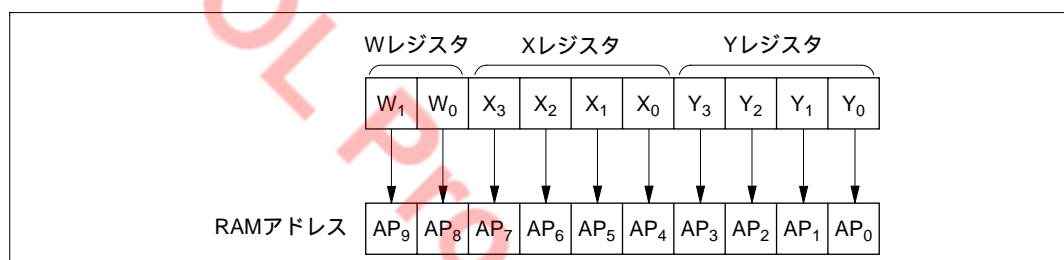 Wレジスタ Xレジスタ Yレジスタ
W1 W0 X3 X2 X1 X0 Y3 Y2 Y1 Y0
RAMアドレス AP9 AP8 AP7 AP6 AP5 AP4 AP3 AP2 AP1 AP0
OL Pro